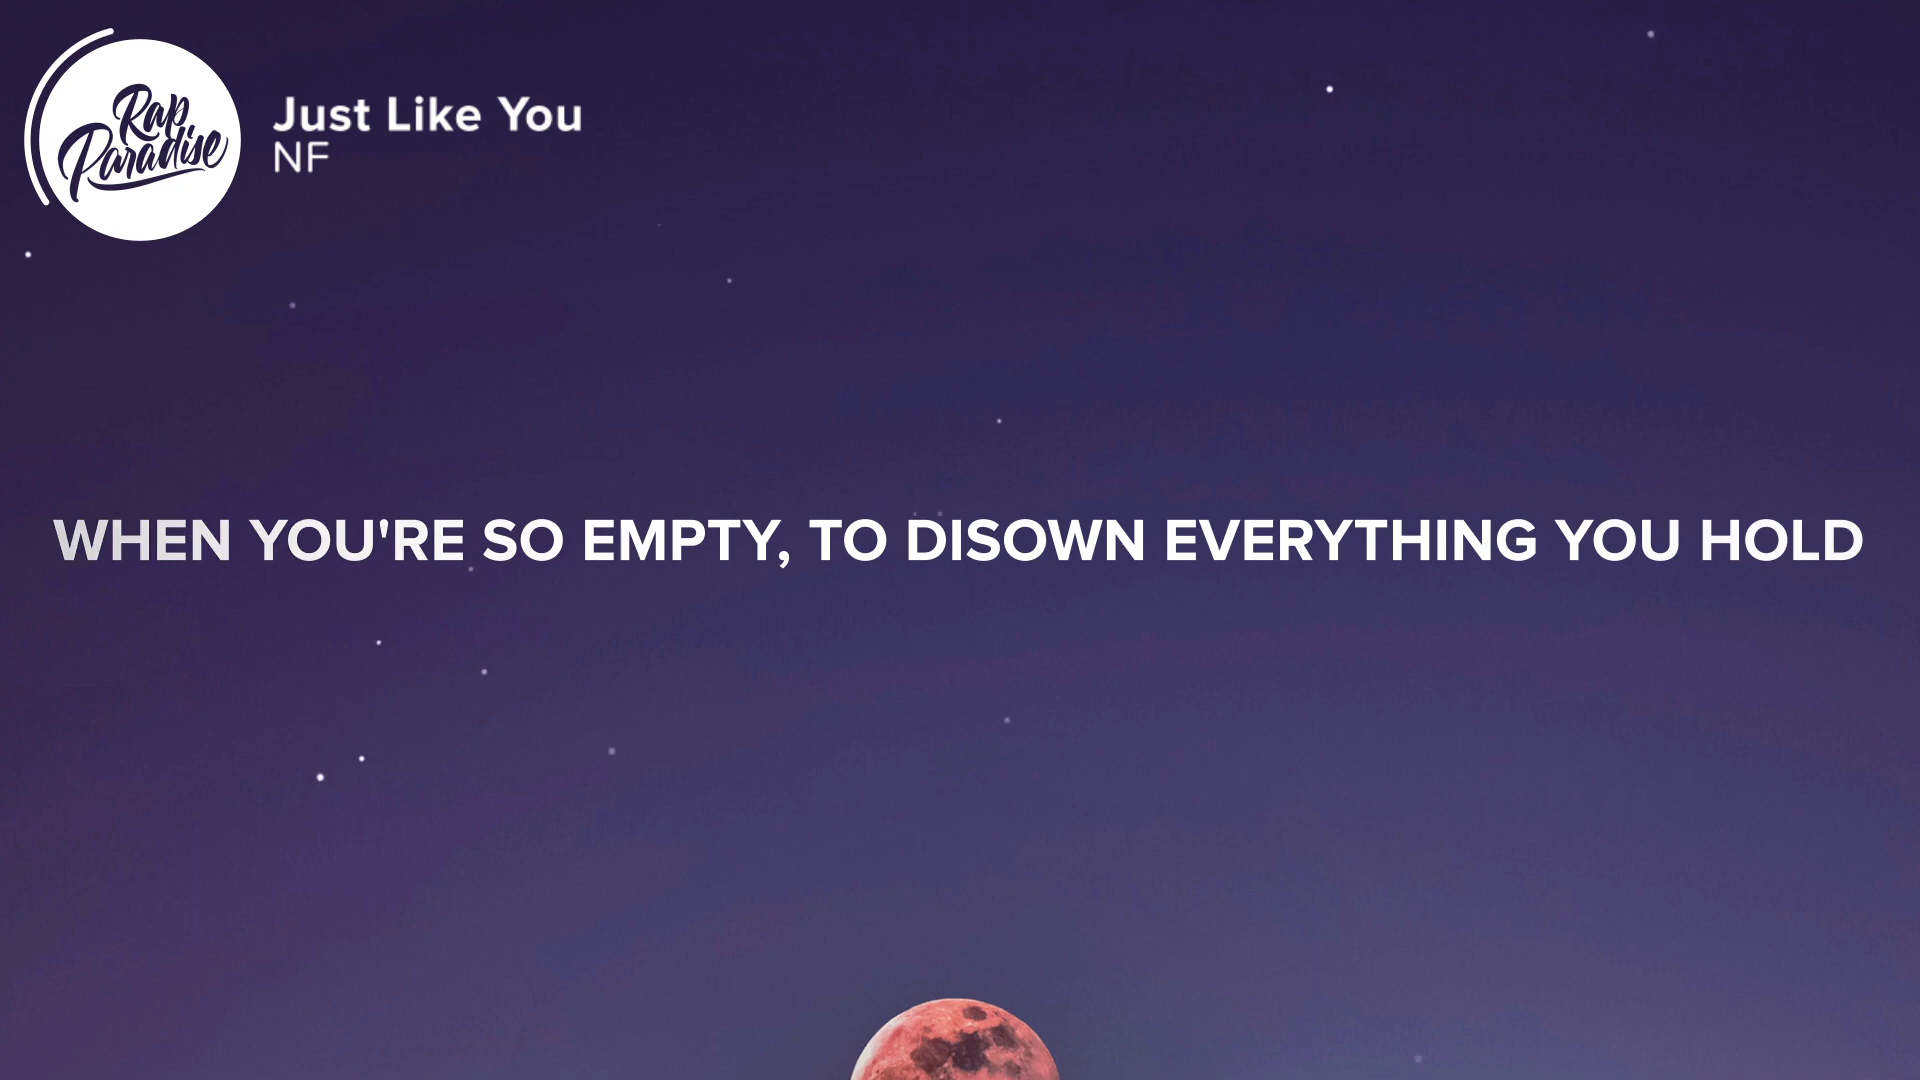 Rap
Paradise
Just Like You
NF
WHEN YOU'RE SO EMPTY, TO DISOWN EVERYTHING YOU HOLD